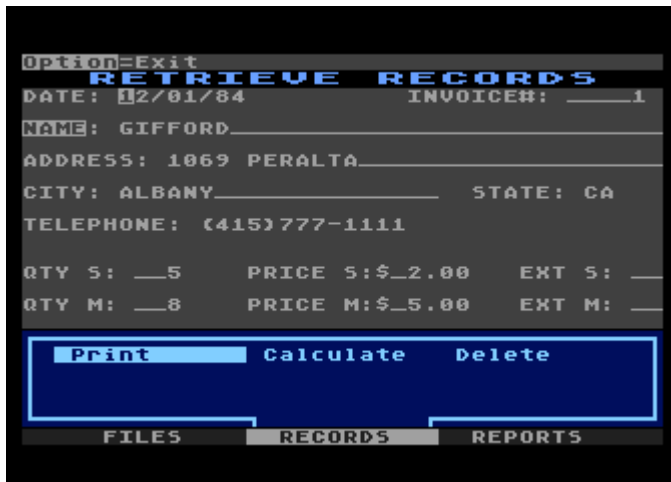 Option=Exit
RETRIEVE RECORDS
DATE: 12/01/84 INVOICE#: _____1
NAME: GIFFORD___________________________
ADDRESS: 1069 PERALTA___________________
CITY: ALBANY______________ STATE: CA
TELEPHONE: (415)777-1111
QTY S: __5 PRICE S:$_2.00 EXT S: __
QTY M: __8 PRICE M:$_5.00 EXT M: __
Print Calculate Delete
FILES RECORDS REPORTS